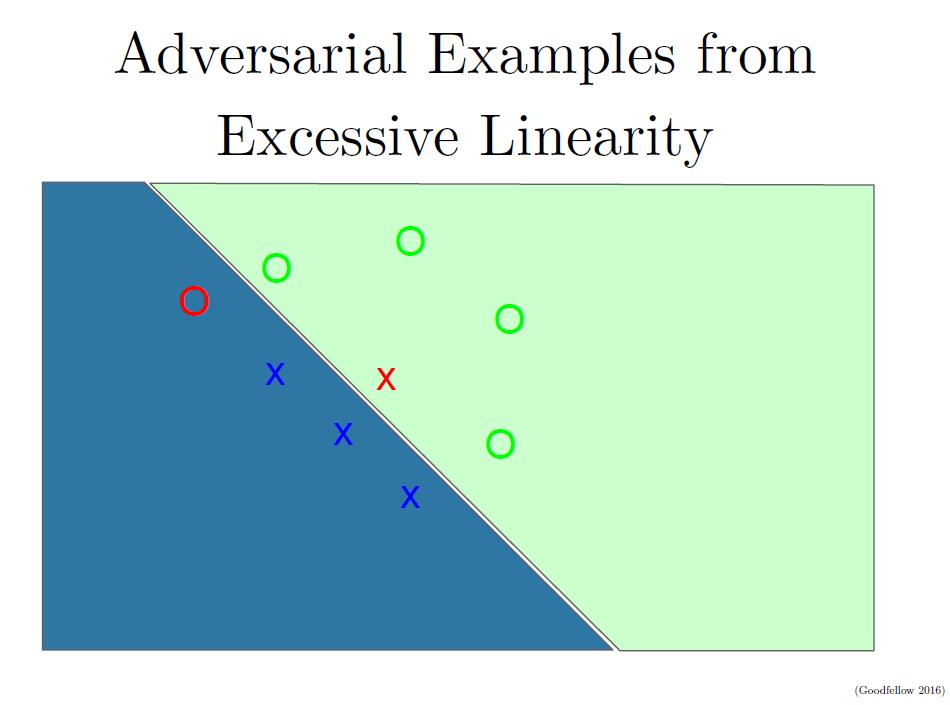 Adversarial Examples from
Excessive Linearity
O
O
O
O
x
x
x
O
x
(Goodfellow 2016)